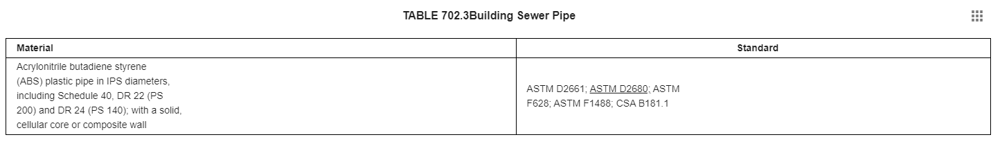 TABLE 702.3Building Sewer Pipe
Material
Standard
Acrylonitrile butadiene styrene
(ABS) plastic pipe in IPS diameters,
including Schedule 40, DR 22 (PS
200) and DR 24 (PS 140); with a solid,
cellular core or composite wall
ASTM D2661; ASTM D2680; ASTM
F628; ASTM F1488; CSA B181.1